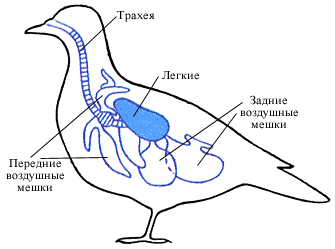 Трахея
Легкие
Задние
воздушные
мешки
Передние
воздушные
мешки